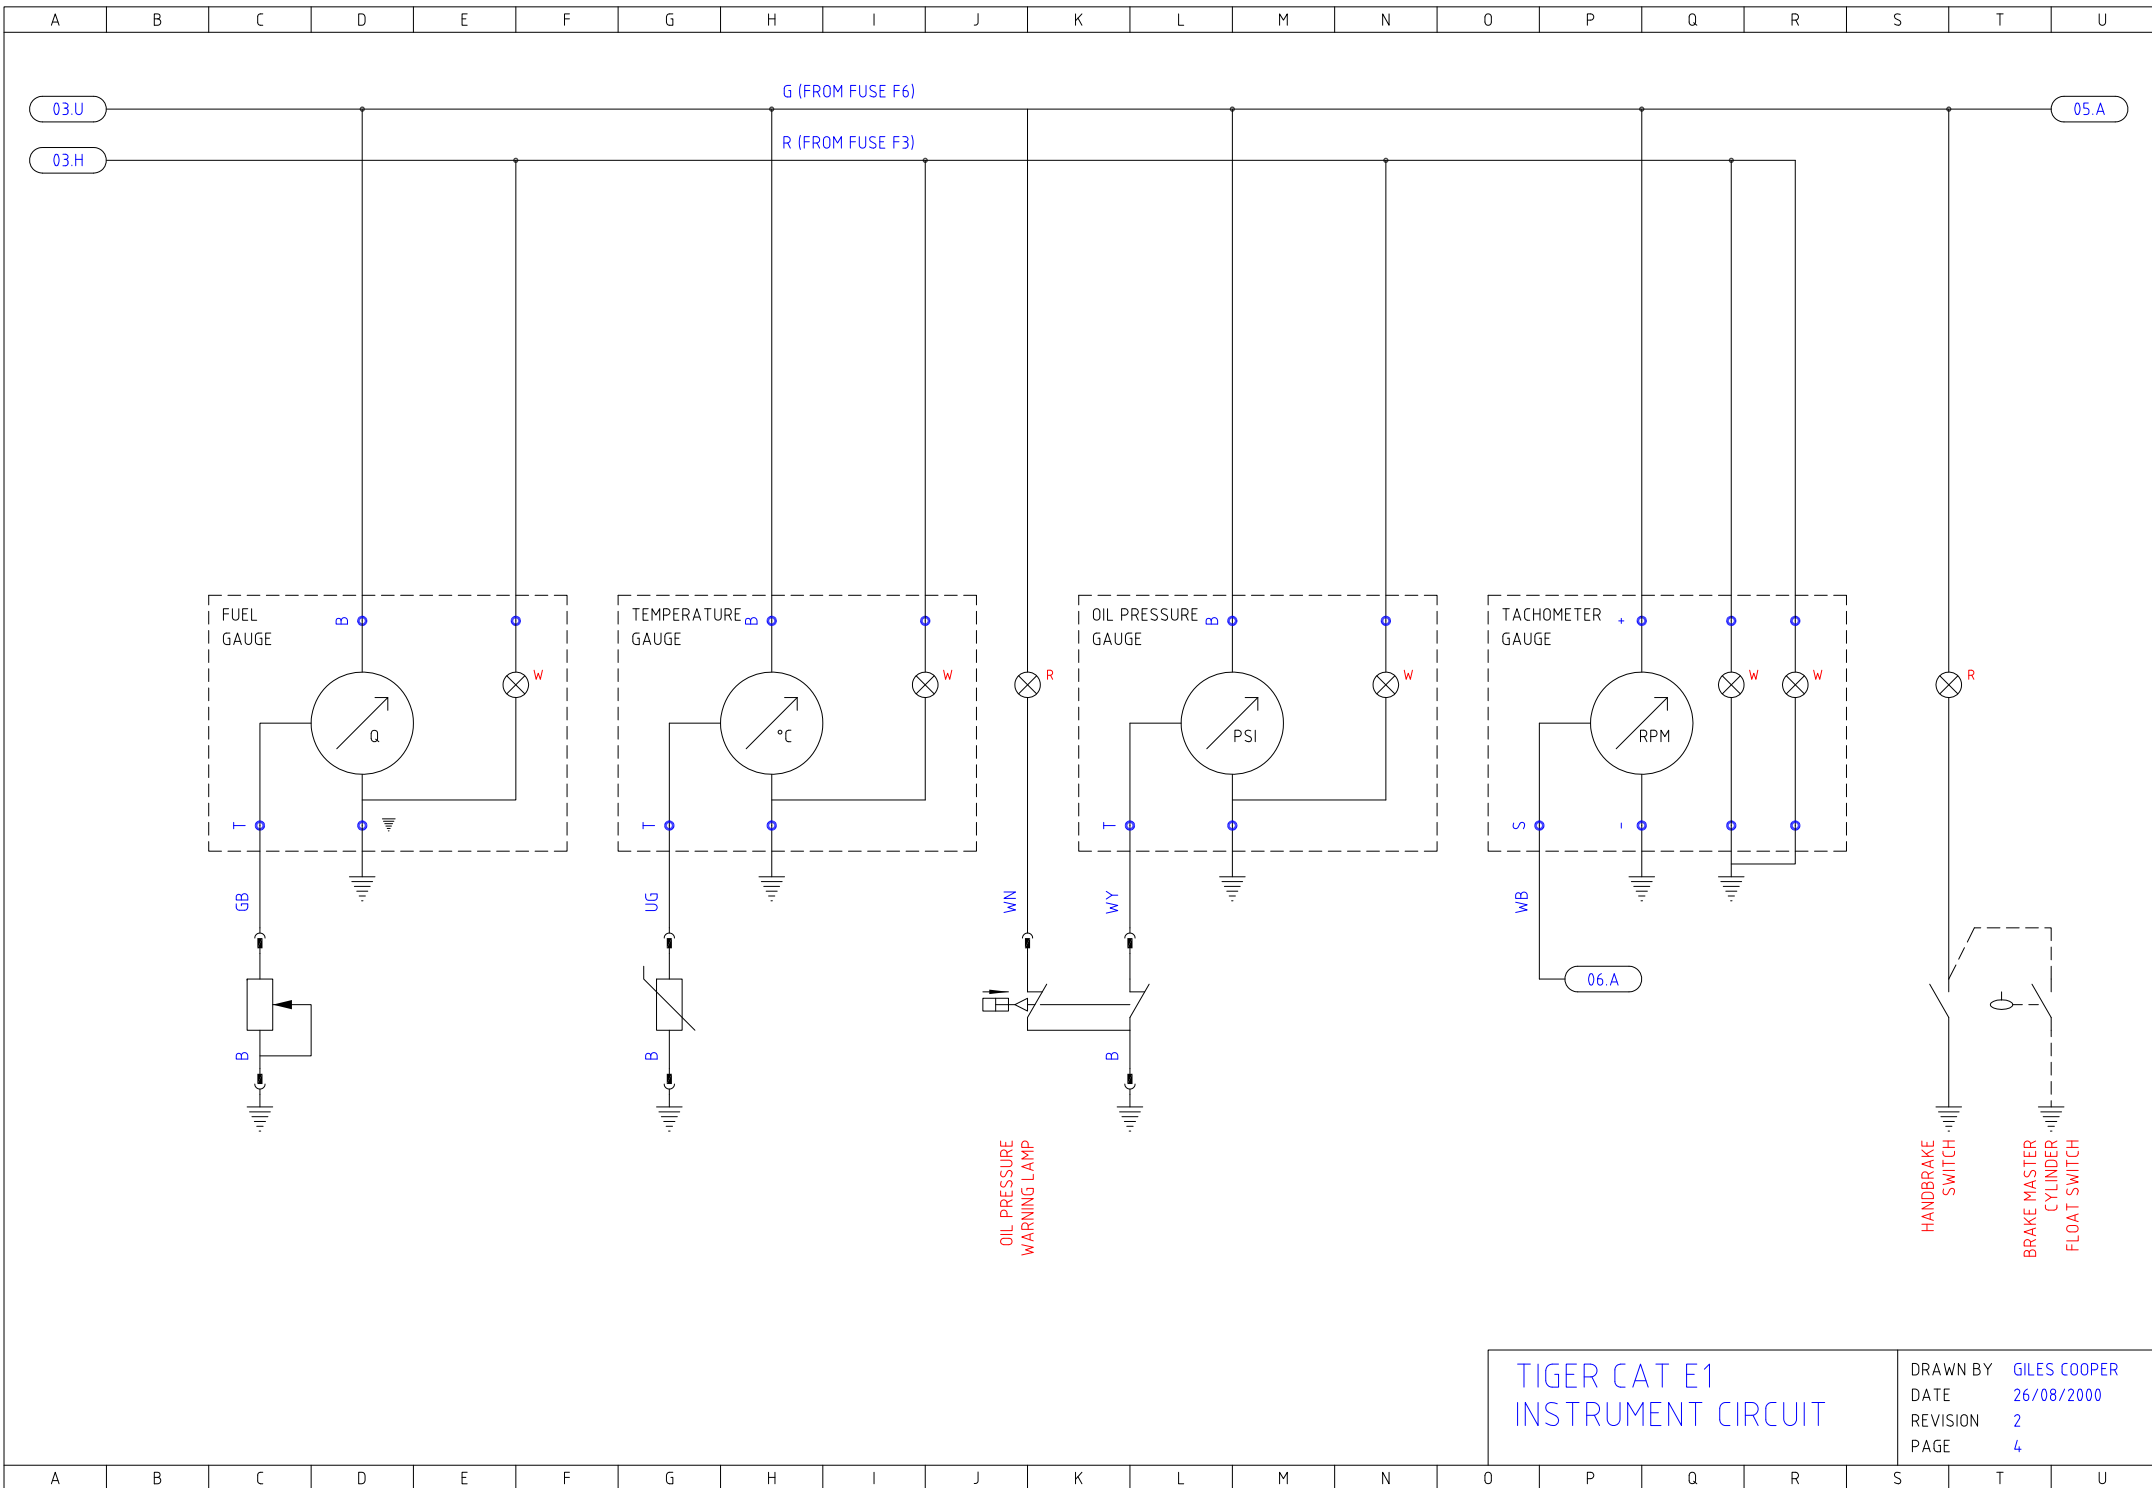 A B C D E F G H I J K L M N O P Q R S T U
G (FROM FUSE F6)
03.U
05.A
R (FROM FUSE F3)
03.H
FUEL
GAUGE
B
W
Q
T
GB
B
TEMPERATURE
GAUGE
B
W
°C
T
UG
B
R
WN
OIL PRESSURE
WARNING LAMP
OIL PRESSURE
GAUGE
B
W
PSI
T
WY
B
TACHOMETER
GAUGE
+
W
W
RPM
S
-
WB
06.A
R
HANDBRAKE
SWITCH
BRAKE MASTER
CYLINDER
FLOAT SWITCH
TIGER CAT E1
INSTRUMENT CIRCUIT
DRAWN BY GILES COOPER
DATE 26/08/2000
REVISION 2
PAGE 4
A B C D E F G H I J K L M N O P Q R S T U